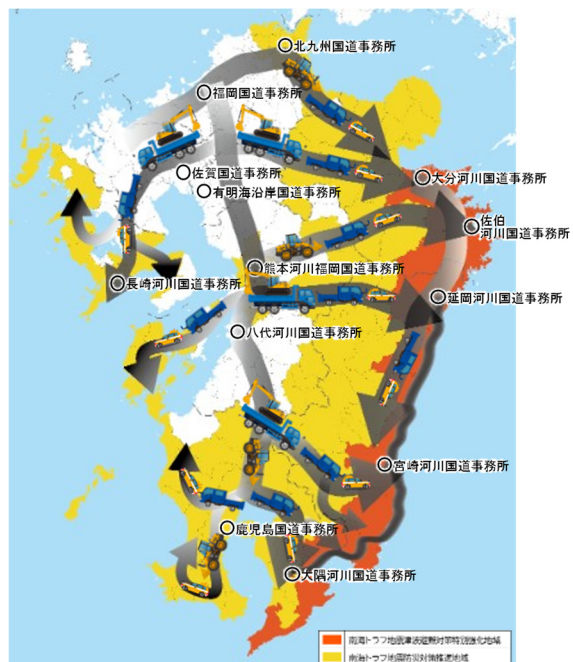 北九州国道事務所
福岡国道事務所
佐賀国道事務所
有明海沿岸国道事務所
大分河川国道事務所
佐伯
河川国道事務所
熊本河川福岡国道事務所
長崎河川国道事務所
延岡河川国道事務所
八代河川国道事務所
宮崎河川国道事務所
鹿児島国道事務所
大隅河川国道事務所
南海トラフ地震津波避難対策特別強化地域
南海トラフ地震防災対策推進地域